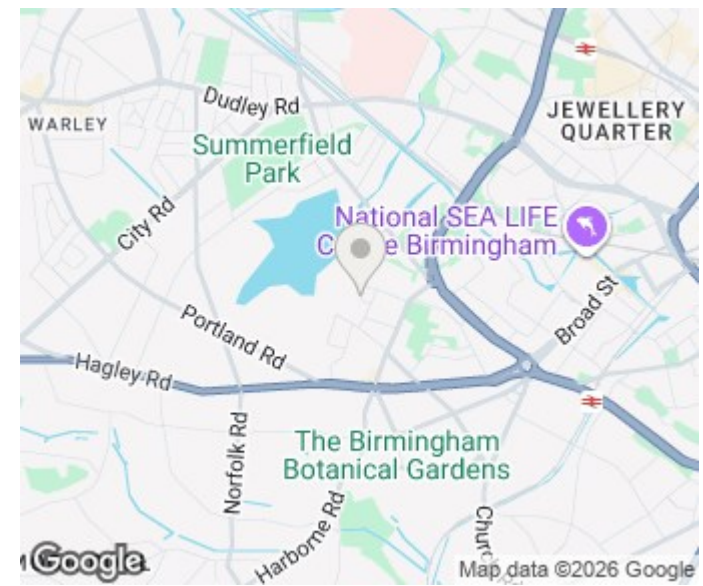 Dudley Rd
JEWELLERY
QUARTER
WARLEY
Summerfield
Park
City Rd
National SEA LIFE
Birmingham
Broad St
Portland Rd
Hagley Rd
Norfolk Rd
The Birmingham
Botanical Gardens
Harborne Rd
Google
Map data ©2026 Google